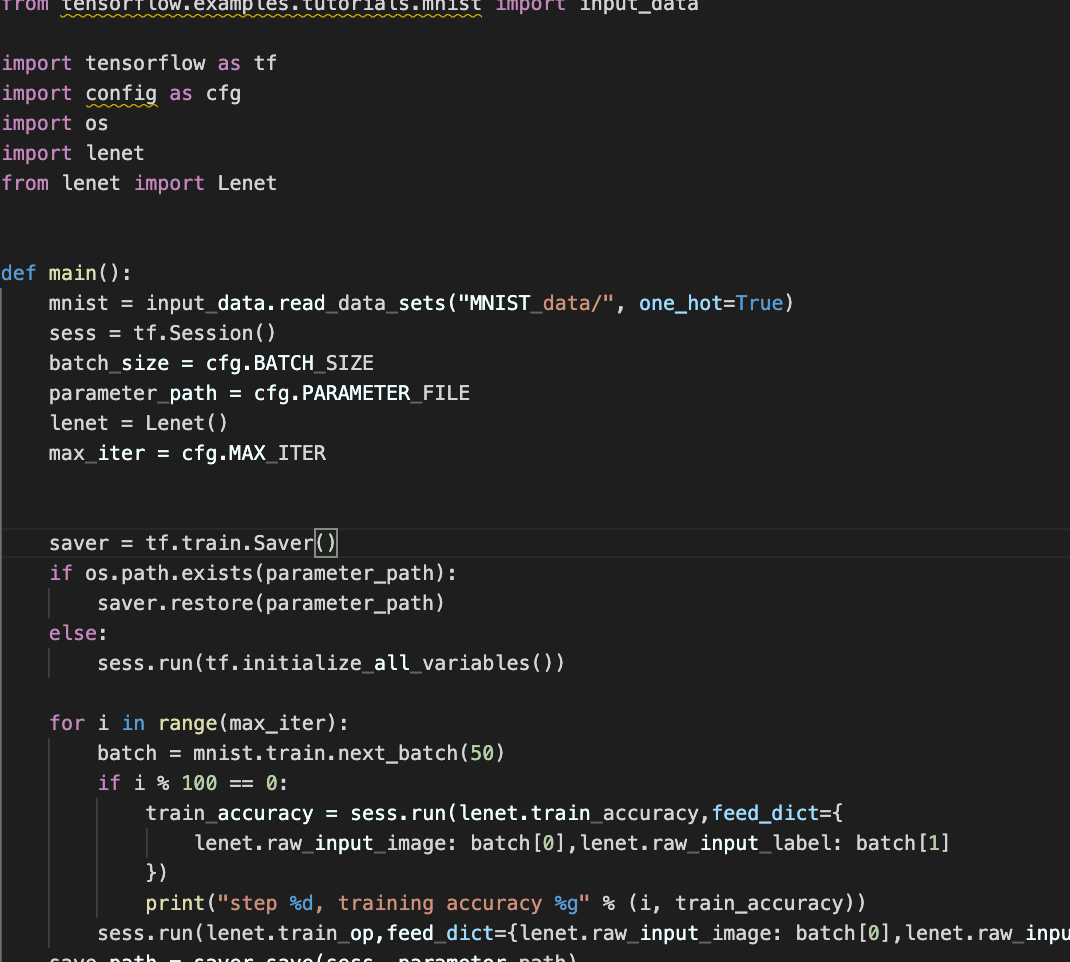 from tensorflow.examples.tutorials.mnist import input_data
import tensorflow as tf
import config as cfg
import os
import lenet
from lenet import Lenet
def main():
    mnist = input_data.read_data_sets("MNIST_data/", one_hot=True)
    sess = tf.Session()
    batch_size = cfg.BATCH_SIZE
    parameter_path = cfg.PARAMETER_FILE
    lenet = Lenet()
    max_iter = cfg.MAX_ITER
    saver = tf.train.Saver()
    if os.path.exists(parameter_path):
        saver.restore(parameter_path)
    else:
        sess.run(tf.initialize_all_variables())
    for i in range(max_iter):
        batch = mnist.train.next_batch(50)
        if i % 100 == 0:
            train_accuracy = sess.run(lenet.train_accuracy,feed_dict={
                lenet.raw_input_image: batch[0],lenet.raw_input_label: batch[1]
            })
            print("step %d, training accuracy %g" % (i, train_accuracy))
        sess.run(lenet.train_op,feed_dict={lenet.raw_input_image: batch[0],lenet.raw_inpu
    save_path = saver.save(sess, parameter_path)